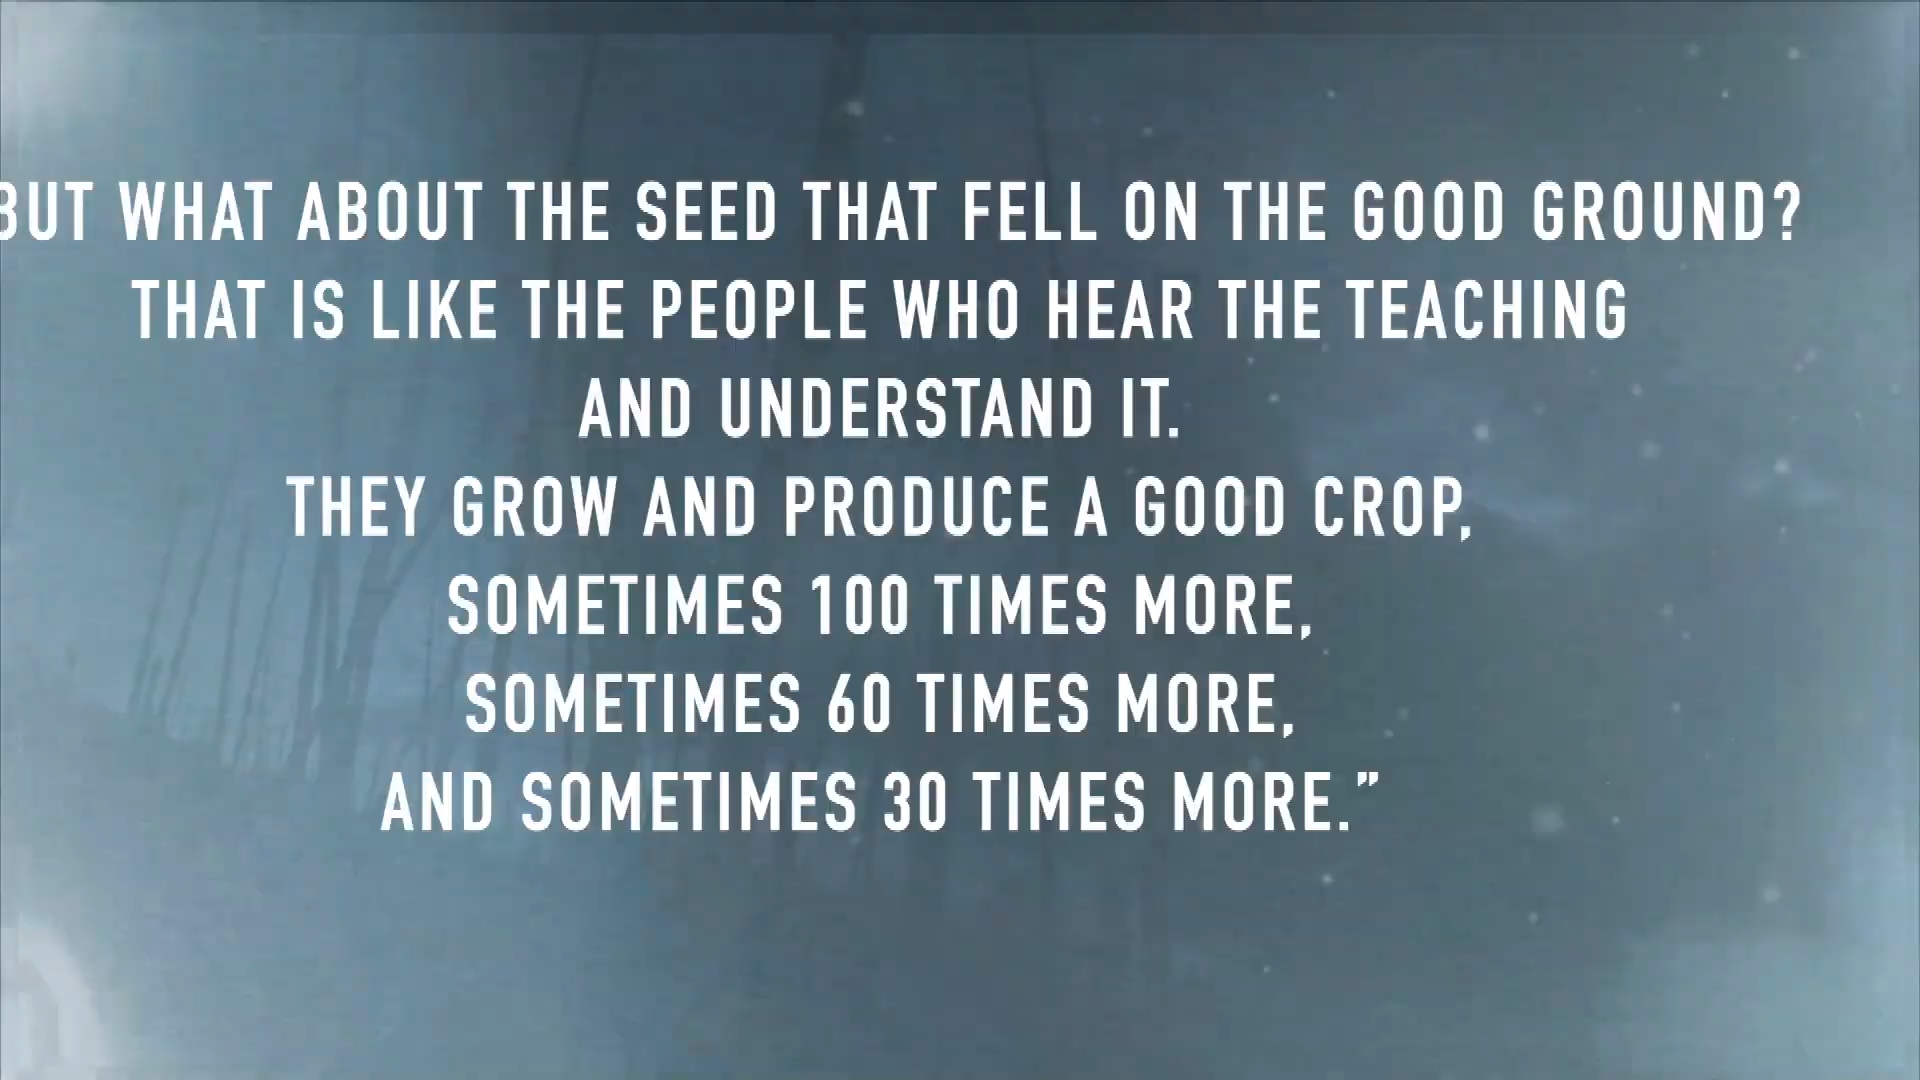 BUT WHAT ABOUT THE SEED THAT FELL ON THE GOOD GROUND?
THAT IS LIKE THE PEOPLE WHO HEAR THE TEACHING
AND UNDERSTAND IT.
THEY GROW AND PRODUCE A GOOD CROP,
SOMETIMES 100 TIMES MORE,
SOMETIMES 60 TIMES MORE,
AND SOMETIMES 30 TIMES MORE.”